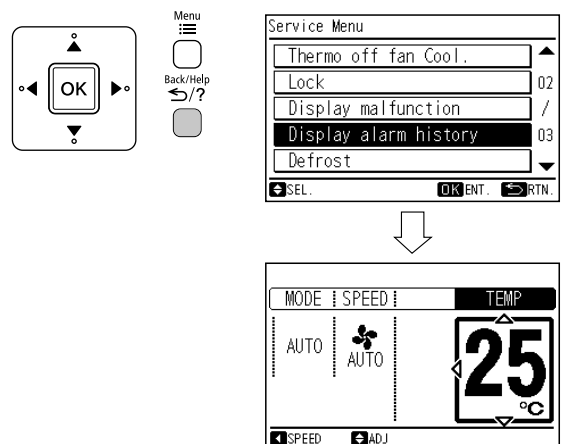 Menu
OK
Back/Help
/?
Service Menu
Thermo off fan Cool.
Lock
02
Display malfunction
/
Display alarm history
03
Defrost
SEL.
OK ENT.
RTN.
MODE SPEED TEMP
AUTO
AUTO
25
°C
SPEED
ADJ